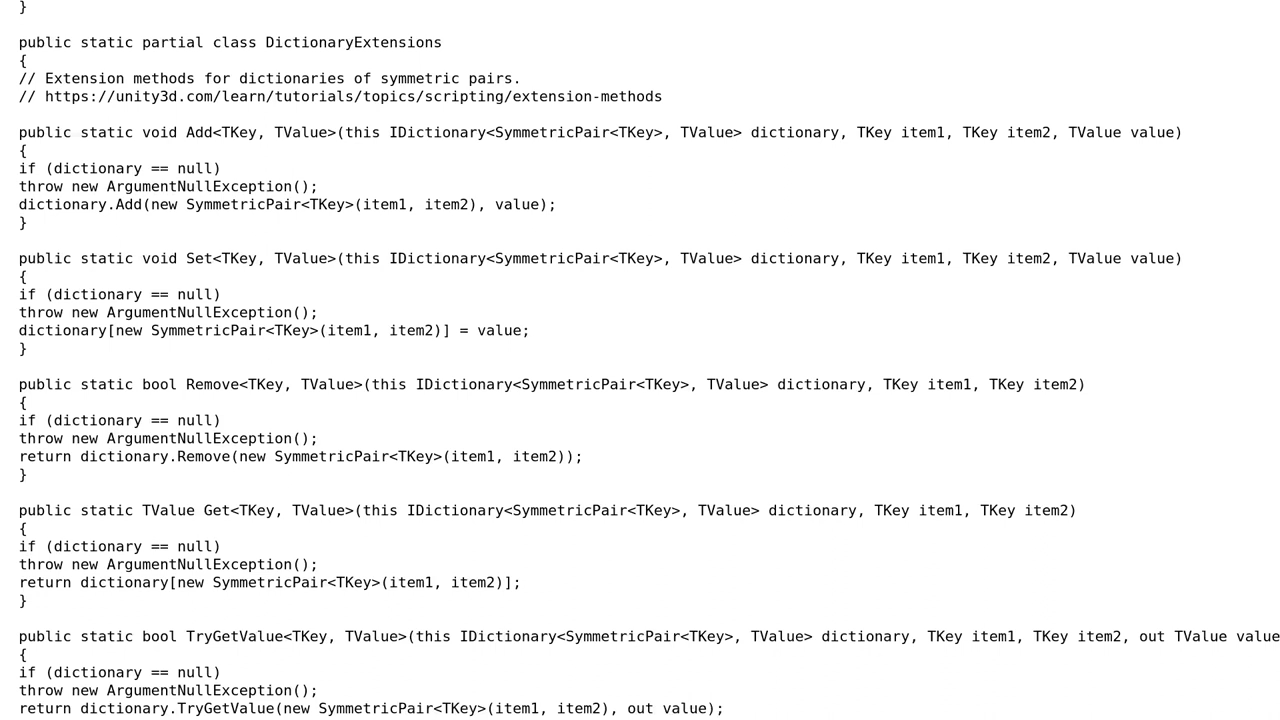 }
public static partial class DictionaryExtensions
{
// Extension methods for dictionaries of symmetric pairs.
// https://unity3d.com/learn/tutorials/topics/scripting/extension-methods
public static void Add<TKey, TValue>(this IDictionary<SymmetricPair<TKey>, TValue> dictionary, TKey item1, TKey item2, TValue value)
{
if (dictionary == null)
throw new ArgumentNullException();
dictionary.Add(new SymmetricPair<TKey>(item1, item2), value);
}
public static void Set<TKey, TValue>(this IDictionary<SymmetricPair<TKey>, TValue> dictionary, TKey item1, TKey item2, TValue value)
{
if (dictionary == null)
throw new ArgumentNullException();
dictionary[new SymmetricPair<TKey>(item1, item2)] = value;
}
public static bool Remove<TKey, TValue>(this IDictionary<SymmetricPair<TKey>, TValue> dictionary, TKey item1, TKey item2)
{
if (dictionary == null)
throw new ArgumentNullException();
return dictionary.Remove(new SymmetricPair<TKey>(item1, item2));
}
public static TValue Get<TKey, TValue>(this IDictionary<SymmetricPair<TKey>, TValue> dictionary, TKey item1, TKey item2)
{
if (dictionary == null)
throw new ArgumentNullException();
return dictionary[new SymmetricPair<TKey>(item1, item2)];
}
public static bool TryGetValue<TKey, TValue>(this IDictionary<SymmetricPair<TKey>, TValue> dictionary, TKey item1, TKey item2, out TValue value
{
if (dictionary == null)
throw new ArgumentNullException();
return dictionary.TryGetValue(new SymmetricPair<TKey>(item1, item2), out value);